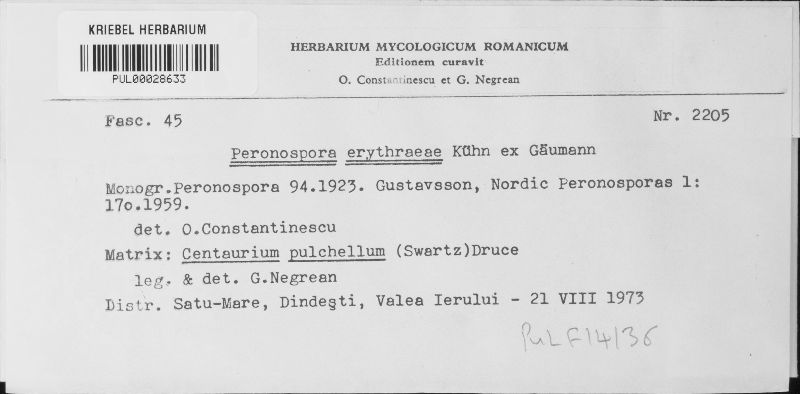 KRIEBEL HERBARIUM
PUL00028633
HERBARIUM MYCOLOGICUM ROMANICUM
Editionem curavit
O. Constantinescu et G. Negrean
Fasc. 45
Nr. 2205
Peronospora erythraeae Kühn ex Gäumann
Monogr.Peronospora 94.1923. Gustavsson, Nordic Peronosporas 1:
17o.1959.
det. O.Constantinescu
Matrix: Centaurium pulchellum (Swartz)Druce
leg. & det. G.Negrean
Distr. Satu-Mare, Dindeşti, Valea Ierului - 21 VIII 1973
PuL F14136